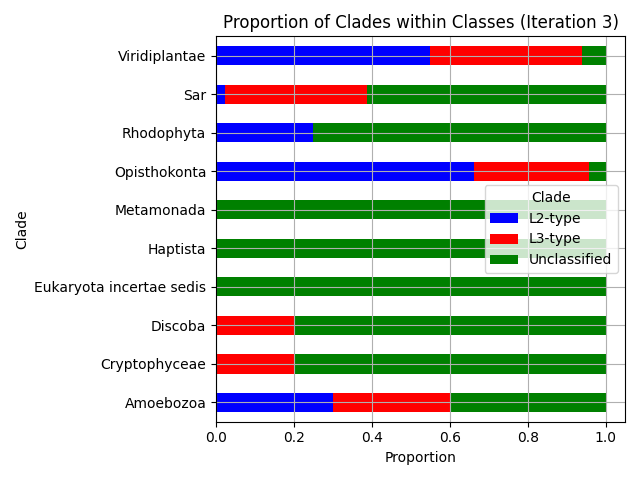 Proportion of Clades within Classes (Iteration 3)
Viridiplantae
Sar
Rhodophyta
Opisthokonta
Metamonada
Haptista
Eukaryota incertae sedis
Discoba
Cryptophyceae
Amoebozoa
Clade
Clade
L2-type
L3-type
Unclassified
0.0 0.2 0.4 0.6 0.8 1.0
Proportion